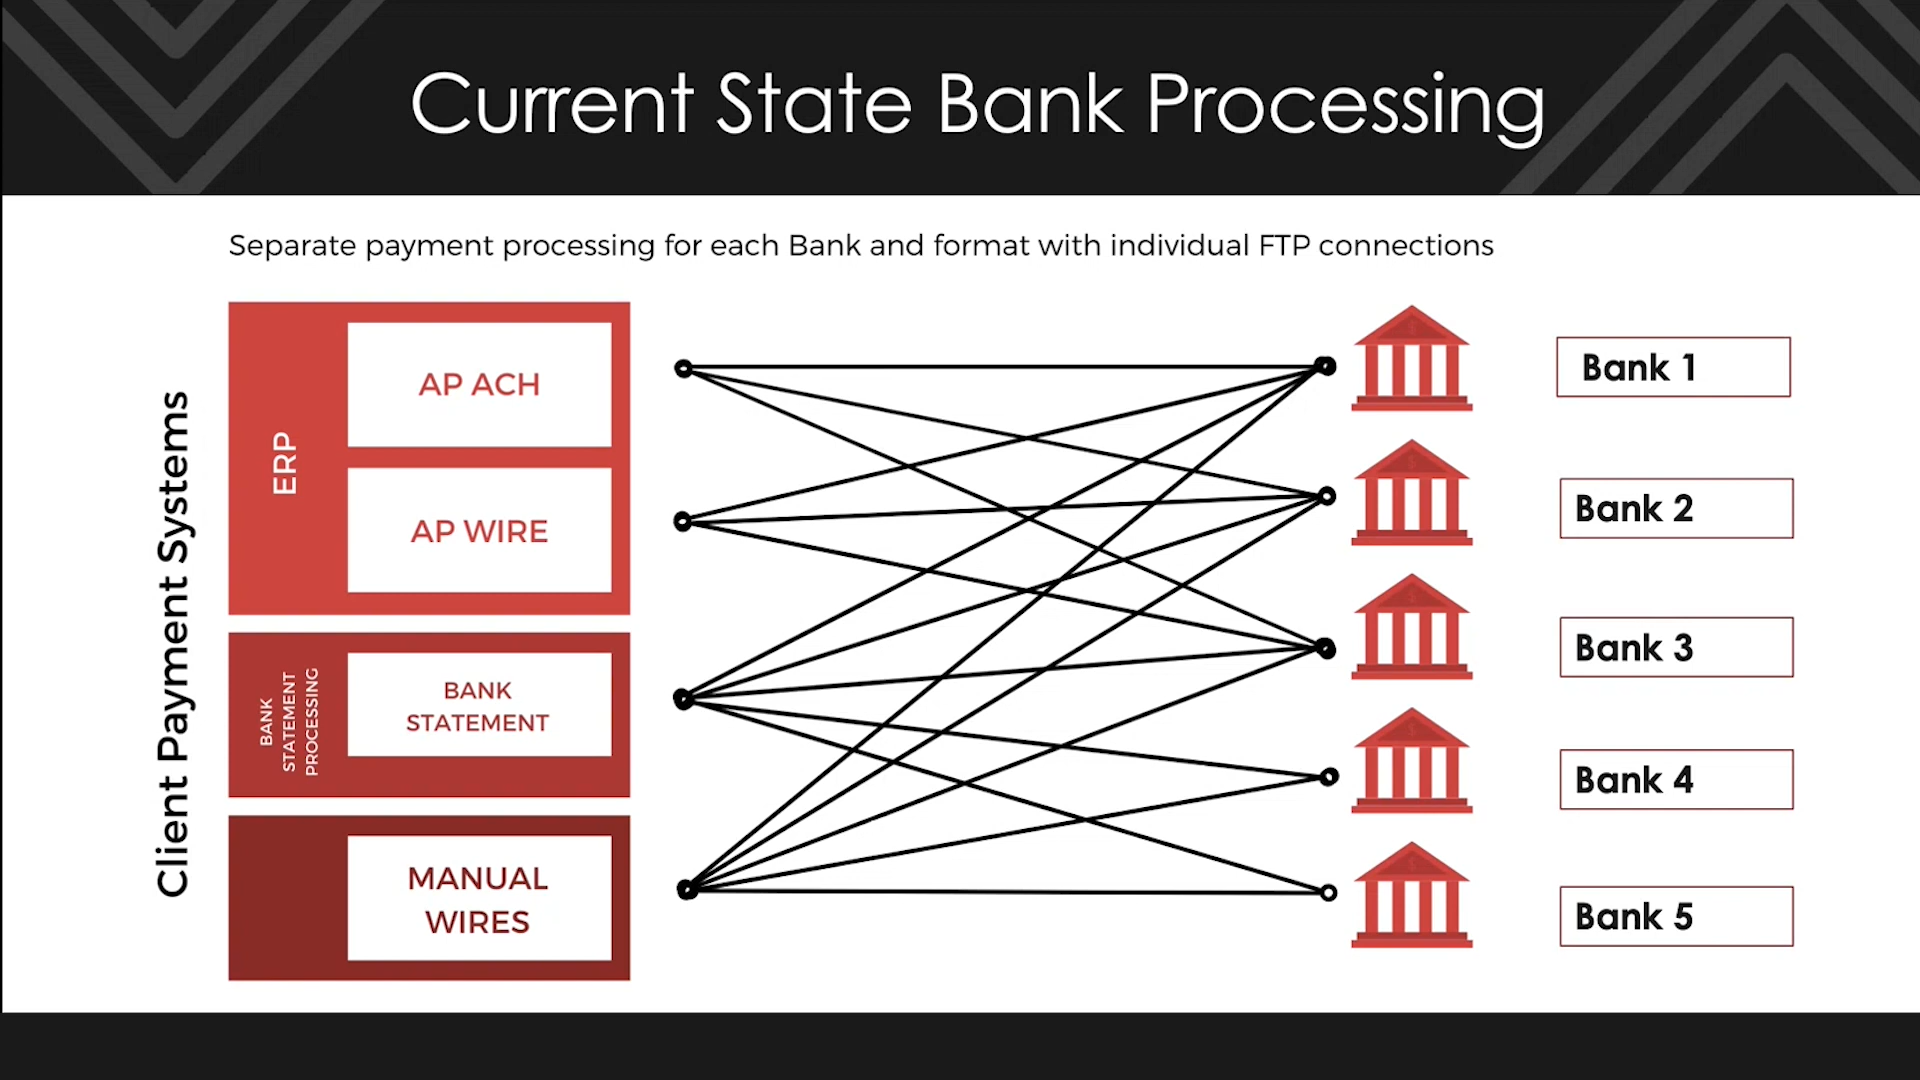 Current State Bank Processing
Separate payment processing for each Bank and format with individual FTP connections
Client Payment Systems
ERP
AP ACH
AP WIRE
BANK
STATEMENT
PROCESSING
BANK
STATEMENT
MANUAL
WIRES
Bank 1
Bank 2
Bank 3
Bank 4
Bank 5